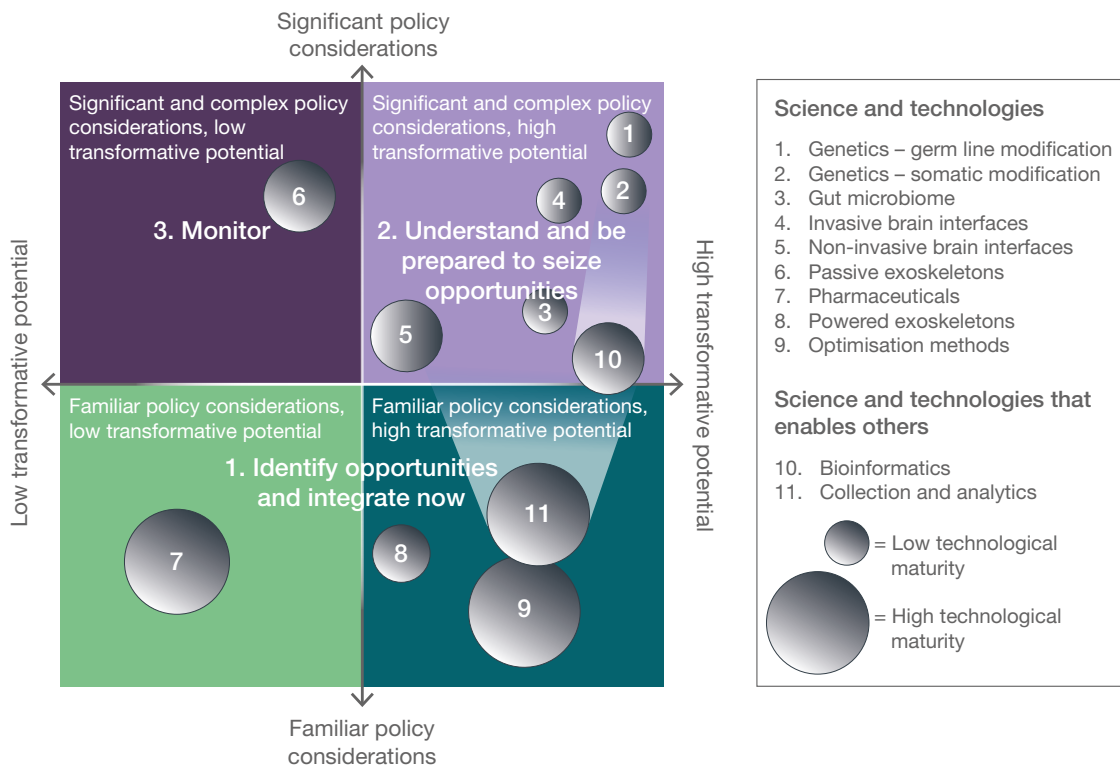 Significant policy
considerations
Significant and complex policy
considerations, low
transformative potential
6
3. Monitor
Significant and complex policy
considerations, high
transformative potential
1
2
4
2. Understand and be
prepared to seize
opportunities
3
5
10
Low transformative potential
High transformative potential
Familiar policy considerations,
low transformative potential
Familiar policy considerations,
high transformative potential
1. Identify opportunities
and integrate now
11
7
8
9
Familiar policy
considerations
Science and technologies
1. Genetics – germ line modification
2. Genetics – somatic modification
3. Gut microbiome
4. Invasive brain interfaces
5. Non-invasive brain interfaces
6. Passive exoskeletons
7. Pharmaceuticals
8. Powered exoskeletons
9. Optimisation methods
Science and technologies that
enables others
10. Bioinformatics
11. Collection and analytics
= Low technological
maturity
= High technological
maturity